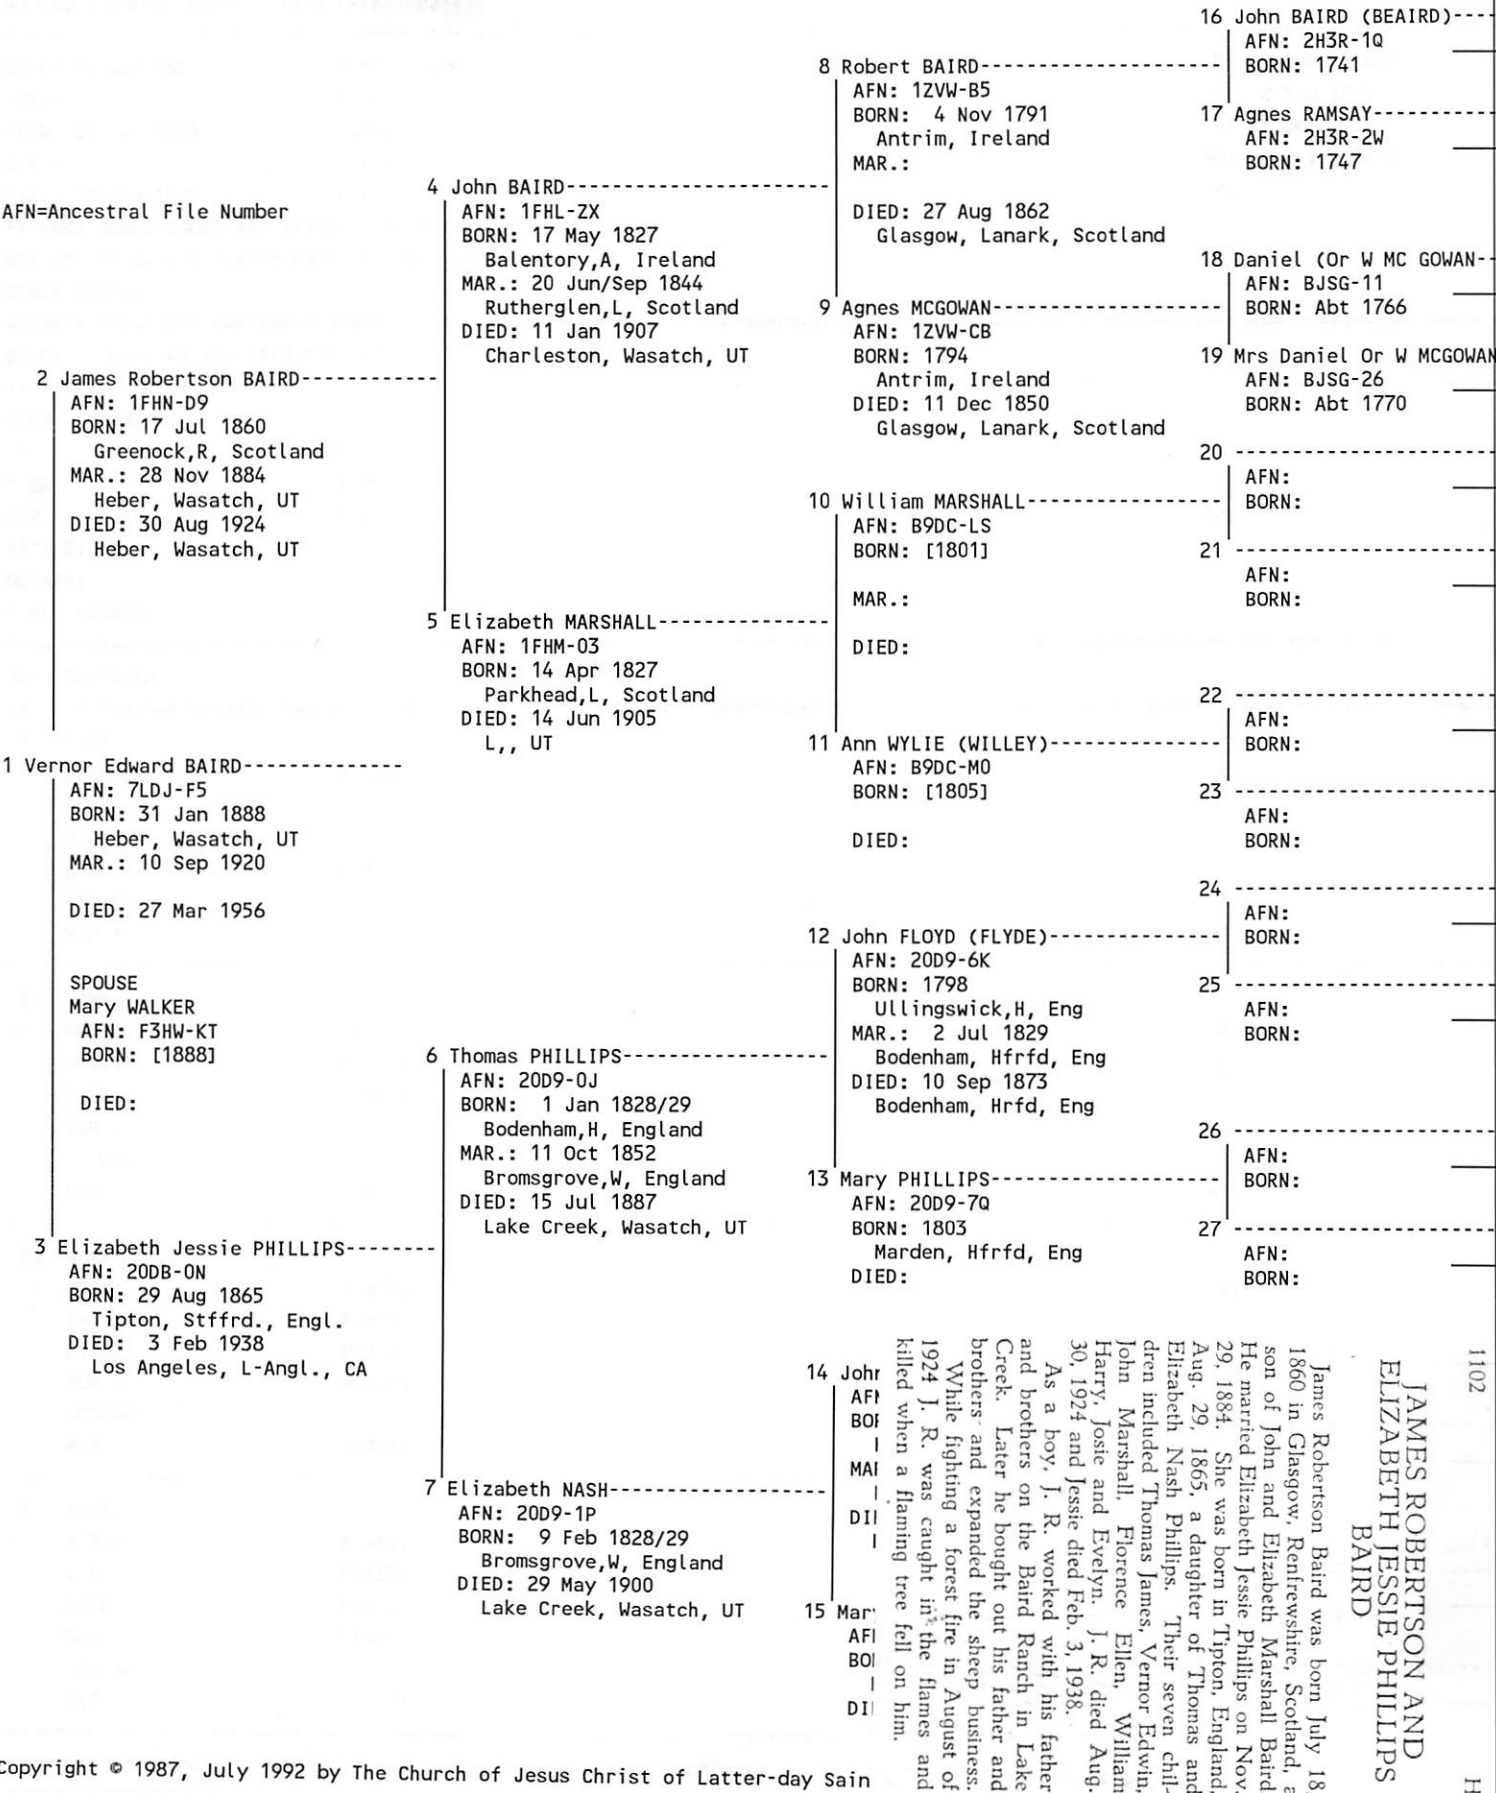 AFN=Ancestral File Number
1 Vernor Edward BAIRD
AFN: 7LDJ-F5
BORN: 31 Jan 1888
Heber, Wasatch, UT
MAR.: 10 Sep 1920
DIED: 27 Mar 1956
SPOUSE
Mary WALKER
AFN: F3HW-KT
BORN: [1888]
DIED:
2 James Robertson BAIRD
AFN: 1FHN-D9
BORN: 17 Jul 1860
Greenock,R, Scotland
MAR.: 28 Nov 1884
Heber, Wasatch, UT
DIED: 30 Aug 1924
Heber, Wasatch, UT
3 Elizabeth Jessie PHILLIPS
AFN: 20DB-0N
BORN: 29 Aug 1865
Tipton, Stffrd., Engl.
DIED: 3 Feb 1938
Los Angeles, L-Angl., CA
4 John BAIRD
AFN: 1FHL-ZX
BORN: 17 May 1827
Balentory,A, Ireland
MAR.: 20 Jun/Sep 1844
Rutherglen,L, Scotland
DIED: 11 Jan 1907
Charleston, Wasatch, UT
5 Elizabeth MARSHALL
AFN: 1FHM-03
BORN: 14 Apr 1827
Parkhead,L, Scotland
DIED: 14 Jun 1905
L,, UT
6 Thomas PHILLIPS
AFN: 20D9-0J
BORN: 1 Jan 1828/29
Bodenham,H, England
MAR.: 11 Oct 1852
Bromsgrove,W, England
DIED: 15 Jul 1887
Lake Creek, Wasatch, UT
7 Elizabeth NASH
AFN: 20D9-1P
BORN: 9 Feb 1828/29
Bromsgrove,W, England
DIED: 29 May 1900
Lake Creek, Wasatch, UT
8 Robert BAIRD
AFN: 1ZVW-B5
BORN: 4 Nov 1791
Antrim, Ireland
MAR.:
DIED: 27 Aug 1862
Glasgow, Lanark, Scotland
9 Agnes MCGOWAN
AFN: 1ZVW-CB
BORN: 1794
Antrim, Ireland
DIED: 11 Dec 1850
Glasgow, Lanark, Scotland
10 William MARSHALL
AFN: B9DC-LS
BORN: [1801]
MAR.:
DIED:
11 Ann WYLIE (WILLEY)
AFN: B9DC-M0
BORN: [1805]
DIED:
12 John FLOYD (FLYDE)
AFN: 20D9-6K
BORN: 1798
Ullingswick,H, Eng
MAR.: 2 Jul 1829
Bodenham, Hfrfd, Eng
DIED: 10 Sep 1873
Bodenham, Hrfd, Eng
13 Mary PHILLIPS
AFN: 20D9-7Q
BORN: 1803
Marden, Hfrfd, Eng
DIED:
14
15
16 John BAIRD (BEAIRD)
AFN: 2H3R-1Q
BORN: 1741
17 Agnes RAMSAY
AFN: 2H3R-2W
BORN: 1747
18 Daniel (Or W MC GOWAN
AFN: BJSG-11
BORN: Abt 1766
19 Mrs Daniel Or W MCGOWAN
AFN: BJSG-26
BORN: Abt 1770
20
AFN:
BORN:
21
AFN:
BORN:
22
AFN:
BORN:
23
AFN:
BORN:
24
AFN:
BORN:
25
AFN:
BORN:
26
AFN:
BORN:
27
AFN:
BORN:
1102
JAMES ROBERTSON AND
ELIZABETH JESSIE PHILLIPS
BAIRD
James Robertson Baird was born July 18,
1860 in Glasgow, Renfrewshire, Scotland, a
son of John and Elizabeth Marshall Baird.
He married Elizabeth Jessie Phillips on Nov.
29, 1884. She was born in Tipton, England,
Aug. 29, 1865, a daughter of Thomas and
Elizabeth Nash Phillips. Their seven chil-
dren included Thomas James, Vernor Edwin,
John Marshall, Florence Ellen, William
Harry, Josie and Evelyn. J. R. died Aug.
30, 1924 and Jessie died Feb. 3, 1938.
As a boy, J. R. worked with his father
and brothers on the Baird Ranch in Lake
Creek. Later he bought out his father and
brothers and expanded the sheep business.
While fighting a forest fire in August of
1924 J. R. was caught in the flames and
killed when a flaming tree fell on him.
Copyright © 1987, July 1992 by The Church of Jesus Christ of Latter-day Sain